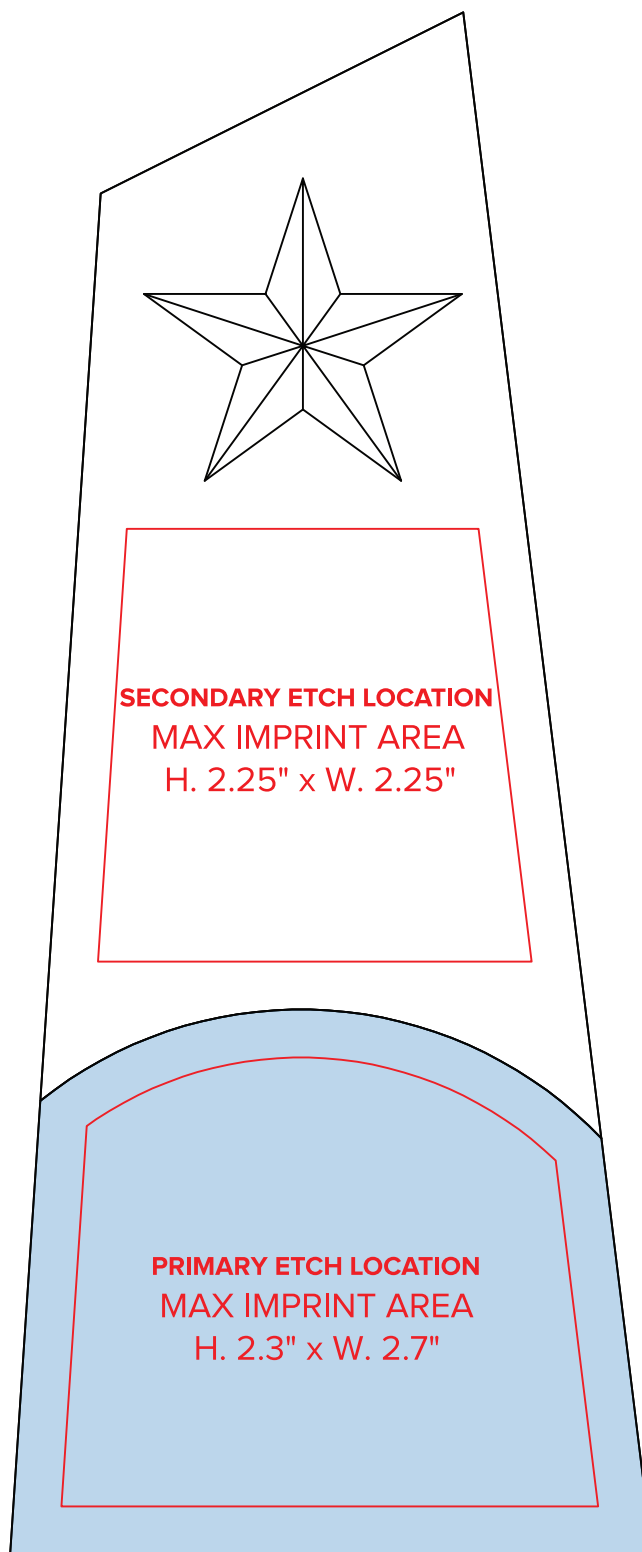 SECONDARY ETCH LOCATION
MAX IMPRINT AREA
H. 2.25" x W. 2.25"
PRIMARY ETCH LOCATION
MAX IMPRINT AREA
H. 2.3" x W. 2.7"